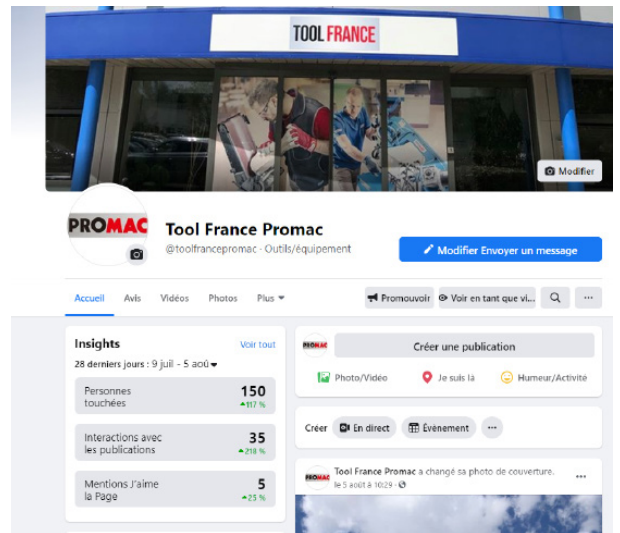 TOOL FRANCE
Modifier
PROMAC
Tool France Promac
@toolfrancepromac · Outils/équipement
Modifier Envoyer un message
Accueil Avis Vidéos Photos Plus
Promouvoir Voir en tant que vi... ...
Insights Voir tout
28 derniers jours : 9 juil - 5 aoû
Personnes
touchées
150
117 %
Interactions avec
les publications
35
218 %
Mentions J'aime
la Page
5
25 %
PROMAC
Créer une publication
Photo/Vidéo Je suis là Humeur/Activité
Créer En direct Évènement ...
PROMAC
Tool France Promac a changé sa photo de couverture.
le 5 août à 10:29 ·
...